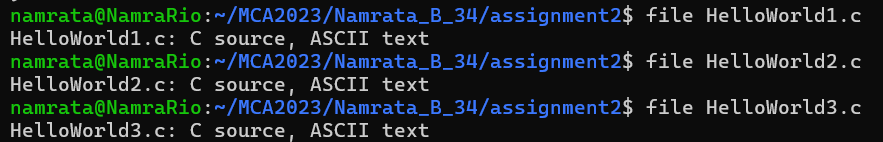 namrata@NamraRio:~/MCA2023/Namrata_B_34/assignment2$ file HelloWorld1.c
HelloWorld1.c: C source, ASCII text
namrata@NamraRio:~/MCA2023/Namrata_B_34/assignment2$ file HelloWorld2.c
HelloWorld2.c: C source, ASCII text
namrata@NamraRio:~/MCA2023/Namrata_B_34/assignment2$ file HelloWorld3.c
HelloWorld3.c: C source, ASCII text